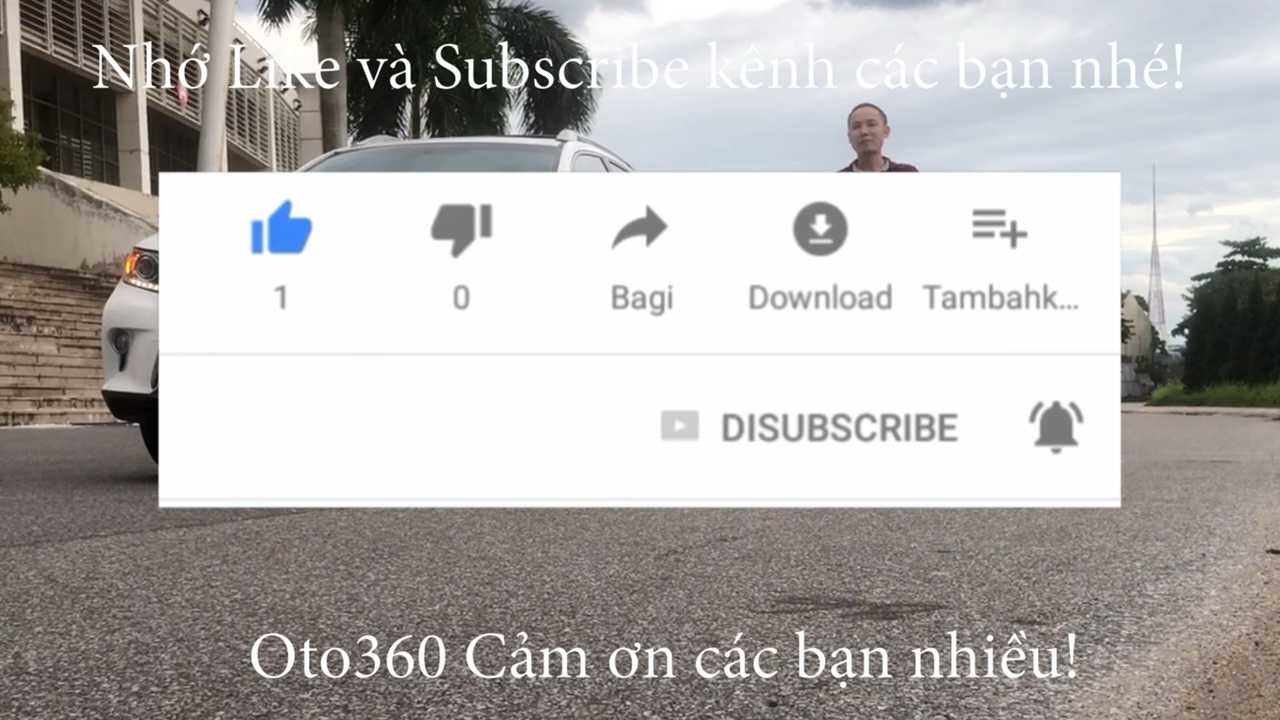 Nhớ Like và Subscribe kênh các bạn nhé!
1 0 Bagi Download Tambahk...
DISUBSCRIBE
Oto360 Cảm ơn các bạn nhiều!